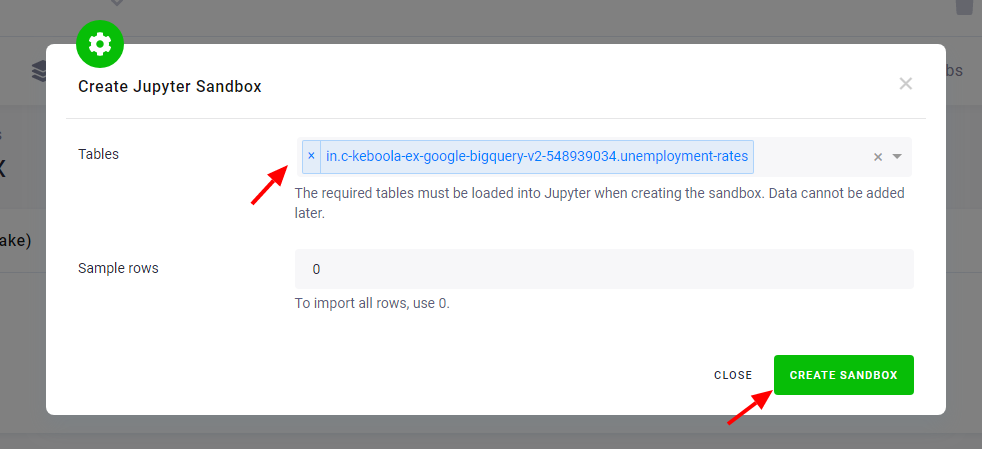 bs
ake)
Create Jupyter Sandbox
Tables
× in.c-keboola-ex-google-bigquery-v2-548939034.unemployment-rates
The required tables must be loaded into Jupyter when creating the sandbox. Data cannot be added
later.
Sample rows
0
To import all rows, use 0.
CLOSE
CREATE SANDBOX